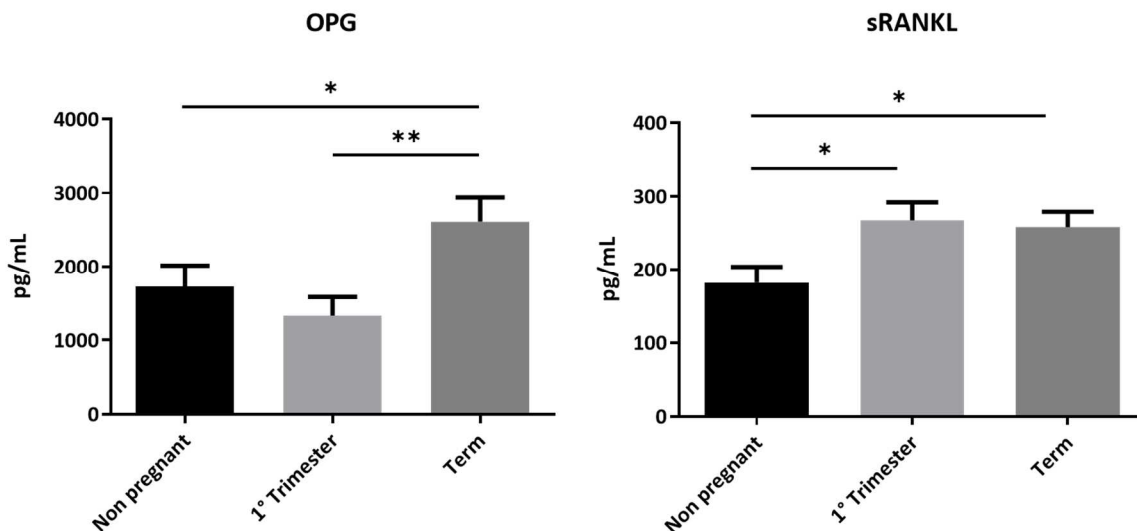 OPG
*
**
4000
3000
2000
1000
0
pg/mL
Non pregnant
1° Trimester
Term
sRANKL
*
*
400
300
200
100
0
pg/mL
Non pregnant
1° Trimester
Term